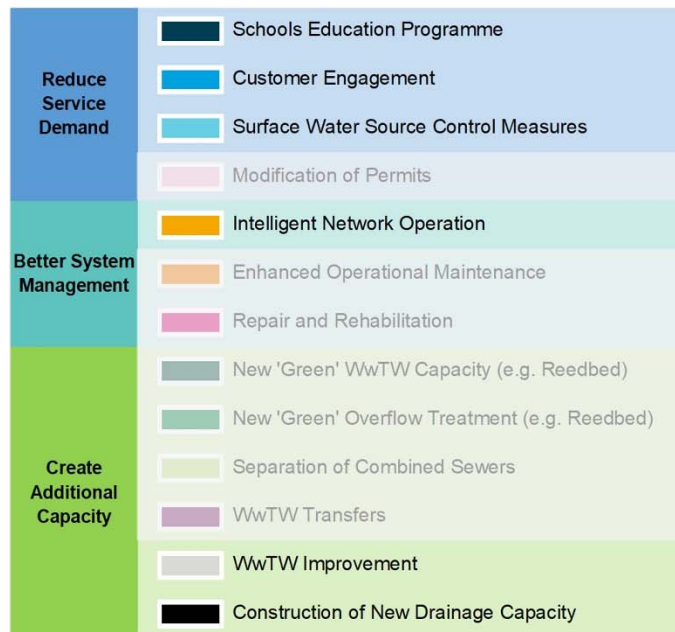 Reduce
Service
Demand
Schools Education Programme
Customer Engagement
Surface Water Source Control Measures
Modification of Permits
Better System
Management
Intelligent Network Operation
Enhanced Operational Maintenance
Repair and Rehabilitation
Create
Additional
Capacity
New 'Green' WwTW Capacity (e.g. Reedbed)
New 'Green' Overflow Treatment (e.g. Reedbed)
Separation of Combined Sewers
WwTW Transfers
WwTW Improvement
Construction of New Drainage Capacity